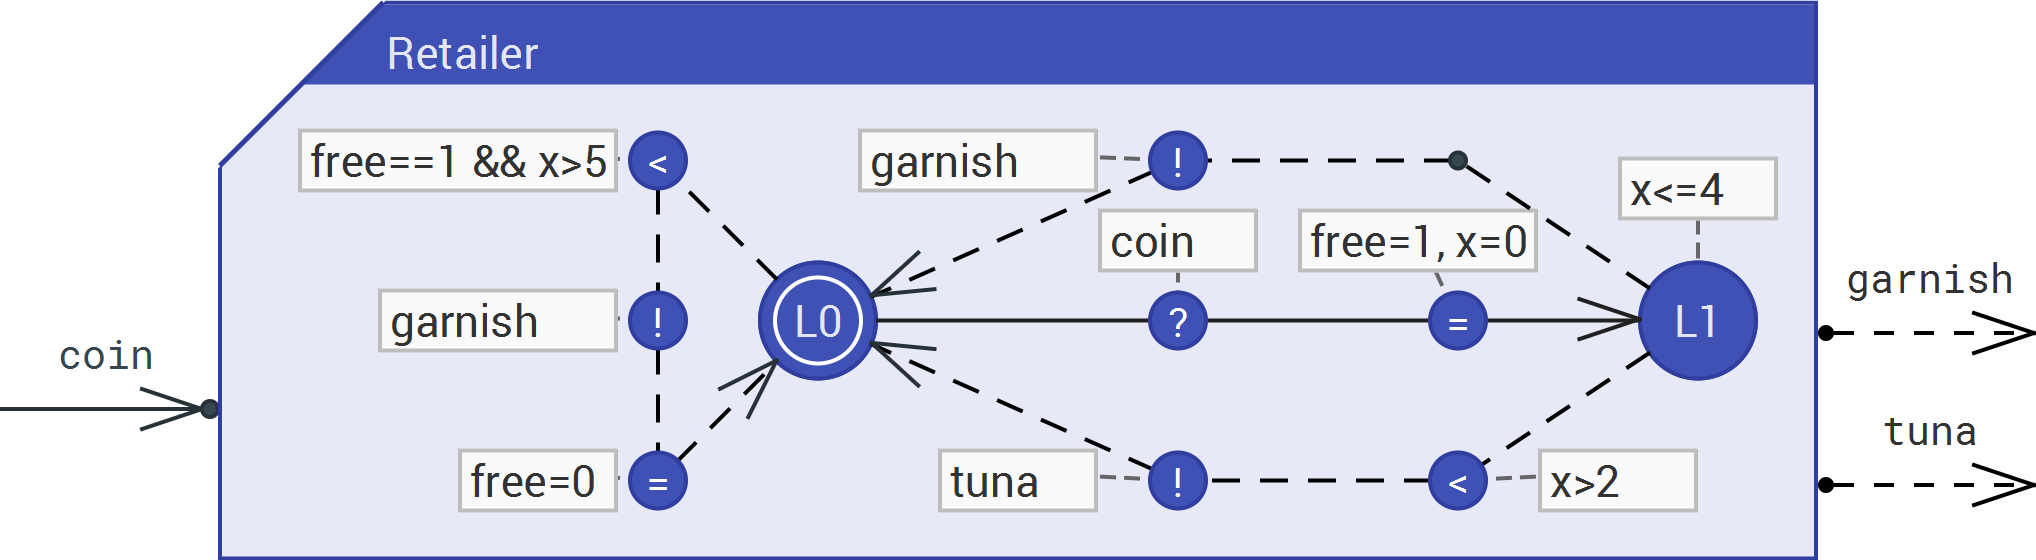 Retailer
free==1 && x>5
<
garnish
!
x<=4
coin
free=1, x=0
garnish
garnish
!
L0
?
=
L1
coin
tuna
free=0
=
tuna
!
<
x>2